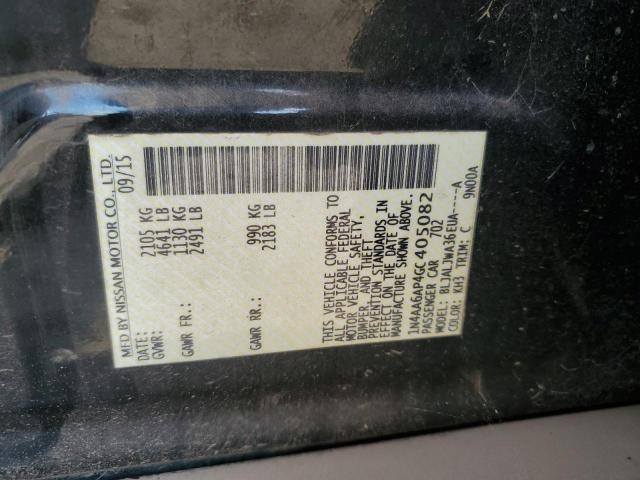 MFD BY NISSAN MOTOR CO., LTD.
DATE: 09/15
GVWR: 2105 KG
4641 LB
GAWR FR.: 1130 KG
2491 LB
GAWR RR.: 990 KG
2183 LB
THIS VEHICLE CONFORMS TO
ALL APPLICABLE FEDERAL
MOTOR VEHICLE SAFETY,
BUMPER, AND THEFT
PREVENTION STANDARDS IN
EFFECT ON THE DATE OF
MANUFACTURE SHOWN ABOVE.
1N4AA6AP4GC405082
PASSENGER CAR 702
MODEL: BLJALJWA36EUA----A
COLOR: KH3 TRIM: C 9N00A